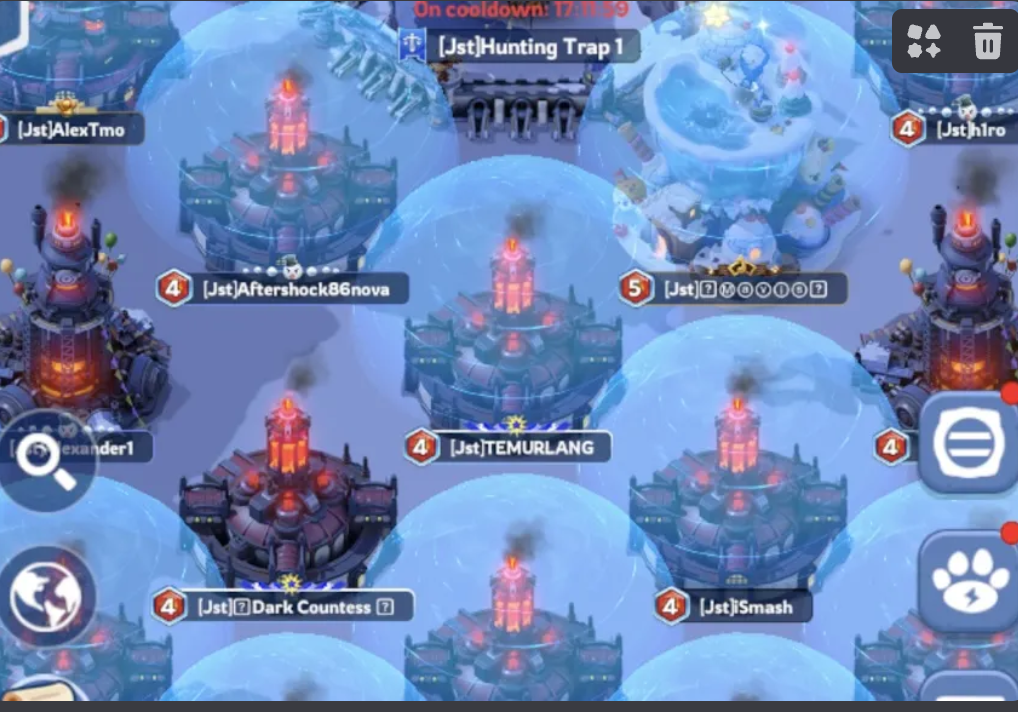 On cooldown: 17:11:59
[Jst]Hunting Trap 1
[Jst]AlexTmo
4 [Jst]h1ro
4 [Jst]Aftershock86nova
5 [Jst]🄿Ⓜⓐⓥⓘⓢ🄿
4 [Jst]TEMURLANG
4
4 [Jst]Dark Countess
4 [Jst]iSmash